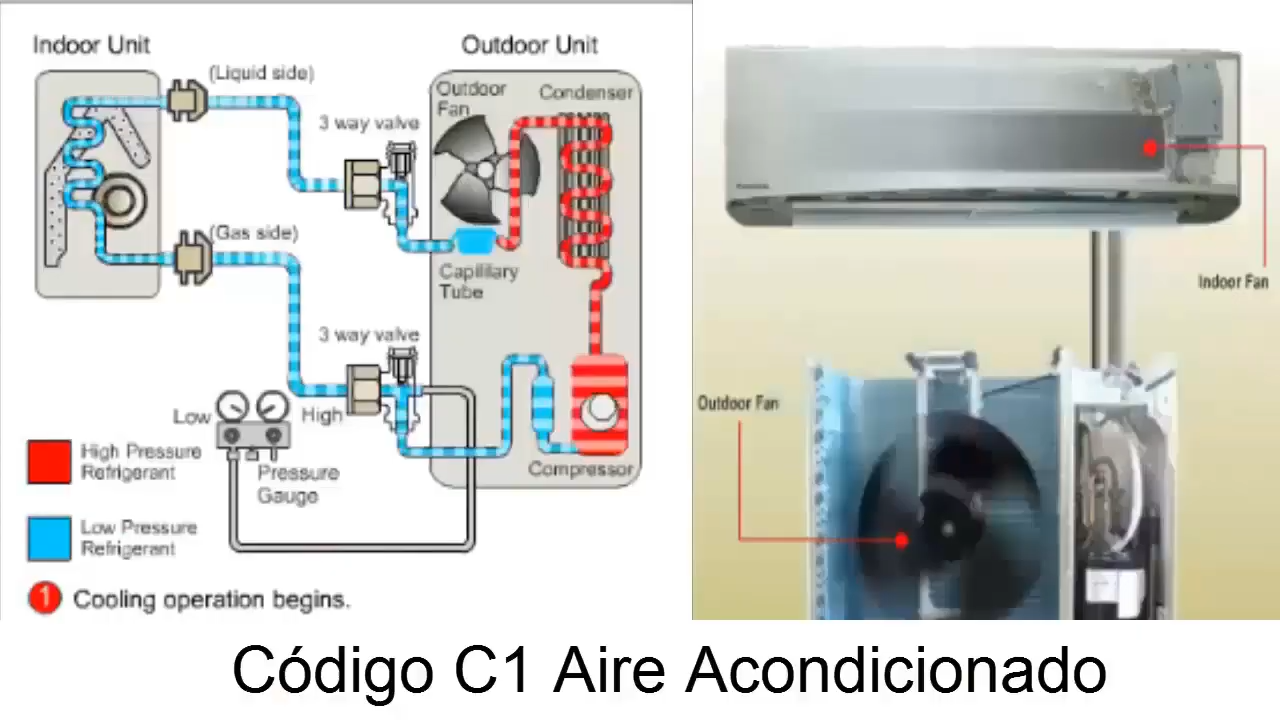 Indoor Unit
(Liquid side)
3 way valve
(Gas side)
Outdoor Unit
Outdoor
Fan
Condenser
Capilllary
Tube
3 way valve
Low
High
Pressure
Gauge
Compressor
High Pressure
Refrigerant
Low Pressure
Refrigerant
1 Cooling operation begins.
Indoor Fan
Outdoor Fan
Código C1 Aire Acondicionado